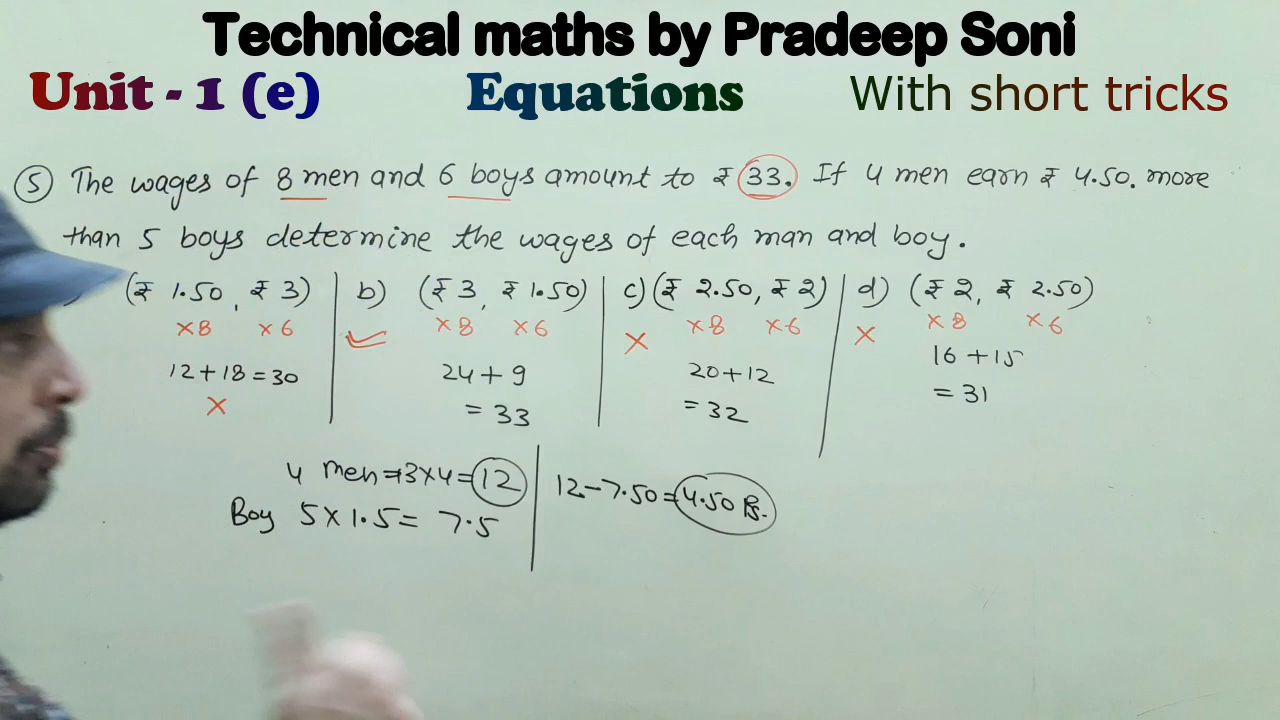 Technical maths by Pradeep Soni
Unit - 1 (e) Equations With short tricks
(5) The wages of 8 men and 6 boys amount to ₹ 33. If 4 men earn ₹ 4.50. more
than 5 boys determine the wages of each man and boy.
) (₹ 1.50, ₹ 3) b) (₹ 3, ₹ 1.50) c) (₹ 2.50, ₹ 2) d) (₹ 2, ₹ 2.50)
×8 ×6 ×8 ×6 ×8 ×6 ×8 ×6
12+18=30 24+9 20+12 16+15
= 33 = 32 = 31
4 men=3×4=12 12-7.50=4.50 Rs.
Boy 5×1.5= 7.5